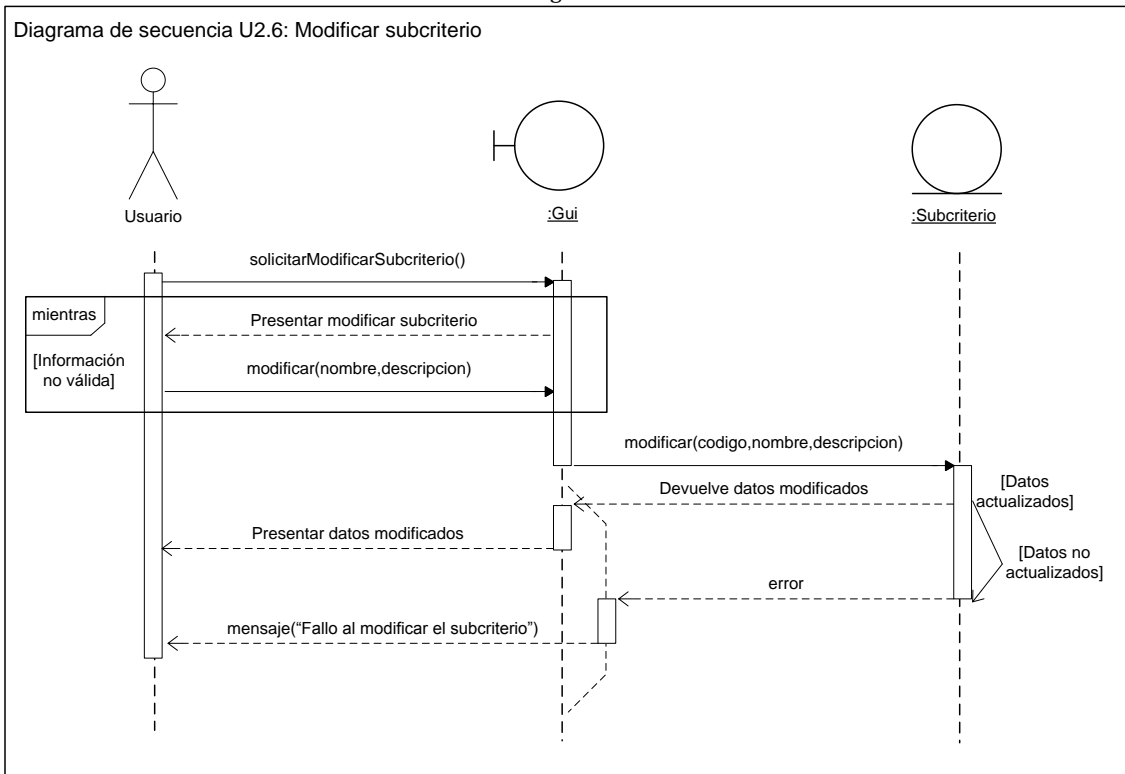 Diagrama de secuencia U2.6: Modificar subcriterio
Usuario
:Gui
:Subcriterio
solicitarModificarSubcriterio()
mientras
Presentar modificar subcriterio
[Información
no válida]
modificar(nombre,descripcion)
modificar(codigo,nombre,descripcion)
Devuelve datos modificados
[Datos
actualizados]
Presentar datos modificados
[Datos no
actualizados]
error
mensaje(“Fallo al modificar el subcriterio”)